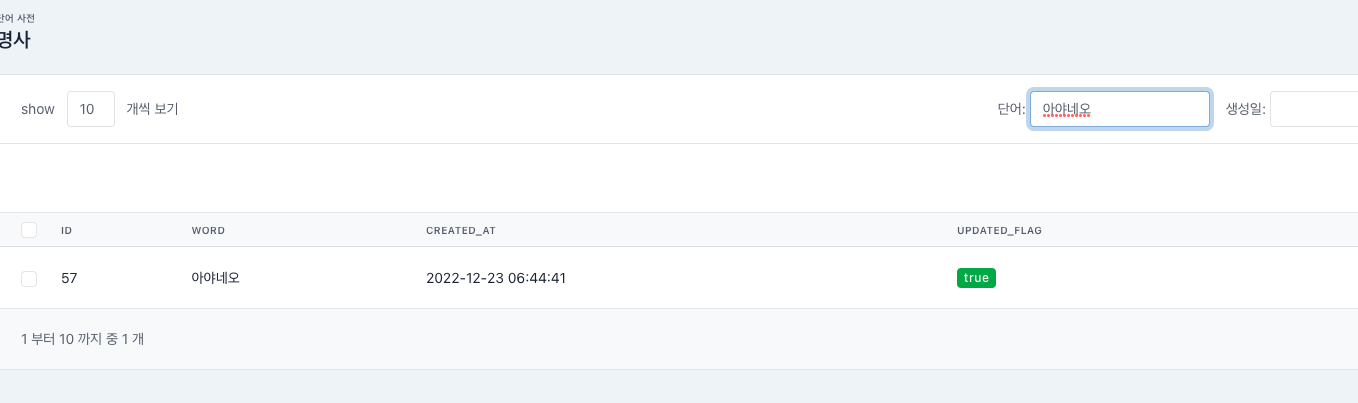 단어 사전
명사
show 10 개씩 보기 단어: 아야네오 생성일:
ID WORD CREATED_AT UPDATED_FLAG
57 아야네오 2022-12-23 06:44:41 true
1 부터 10 까지 중 1 개